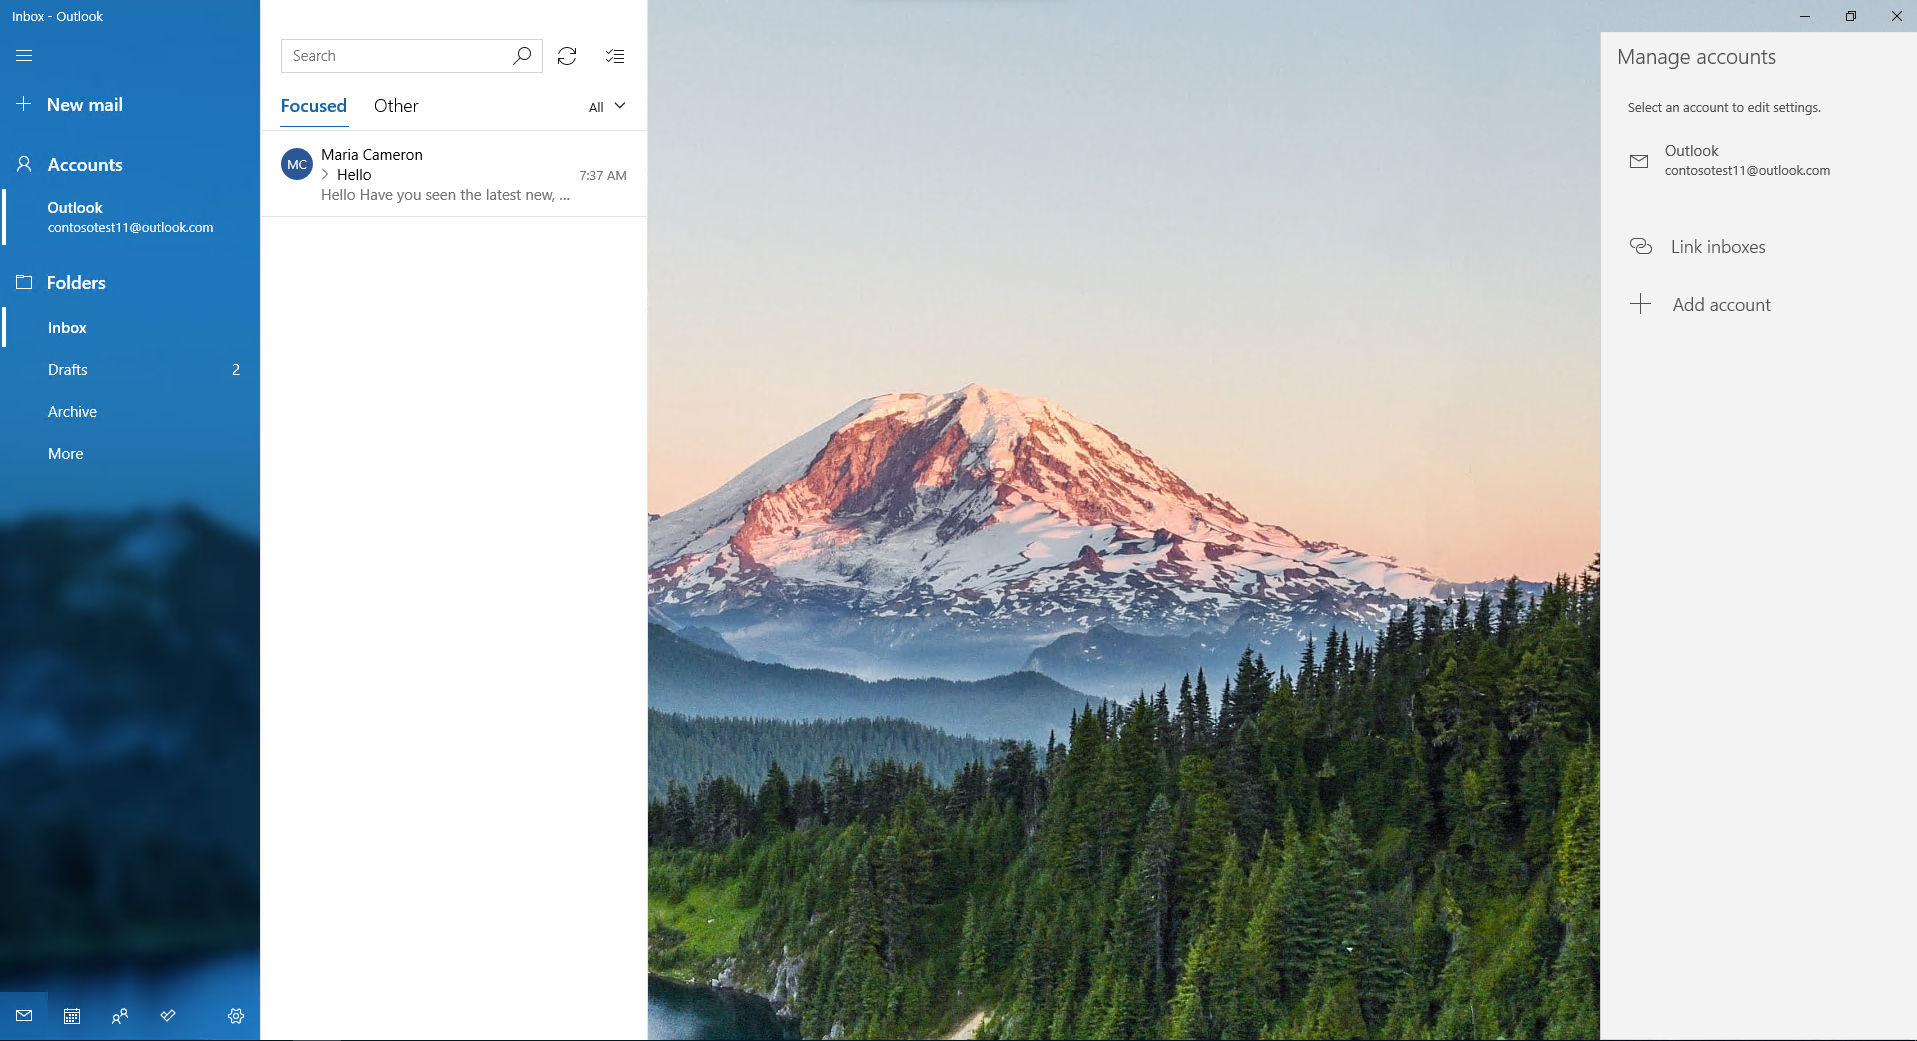 Inbox - Outlook
New mail
Accounts
Outlook
contosotest11@outlook.com
Folders
Inbox
Drafts 2
Archive
More
Search
Focused Other All
MC
Maria Cameron
Hello 7:37 AM
Hello Have you seen the latest new, ...
Manage accounts
Select an account to edit settings.
Outlook
contosotest11@outlook.com
Link inboxes
Add account